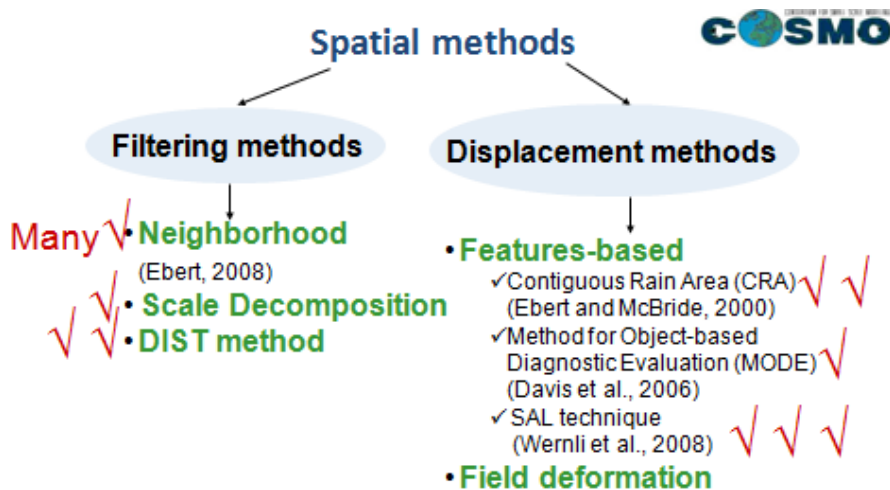 Spatial methods
COSMO
Filtering methods
Displacement methods
Many √ • Neighborhood
(Ebert, 2008)
√ • Scale Decomposition
√ √ • DIST method
• Features-based
✓Contiguous Rain Area (CRA) √ √
(Ebert and McBride, 2000)
✓Method for Object-based
Diagnostic Evaluation (MODE) √
(Davis et al., 2006)
✓SAL technique
(Wernli et al., 2008) √ √ √
• Field deformation